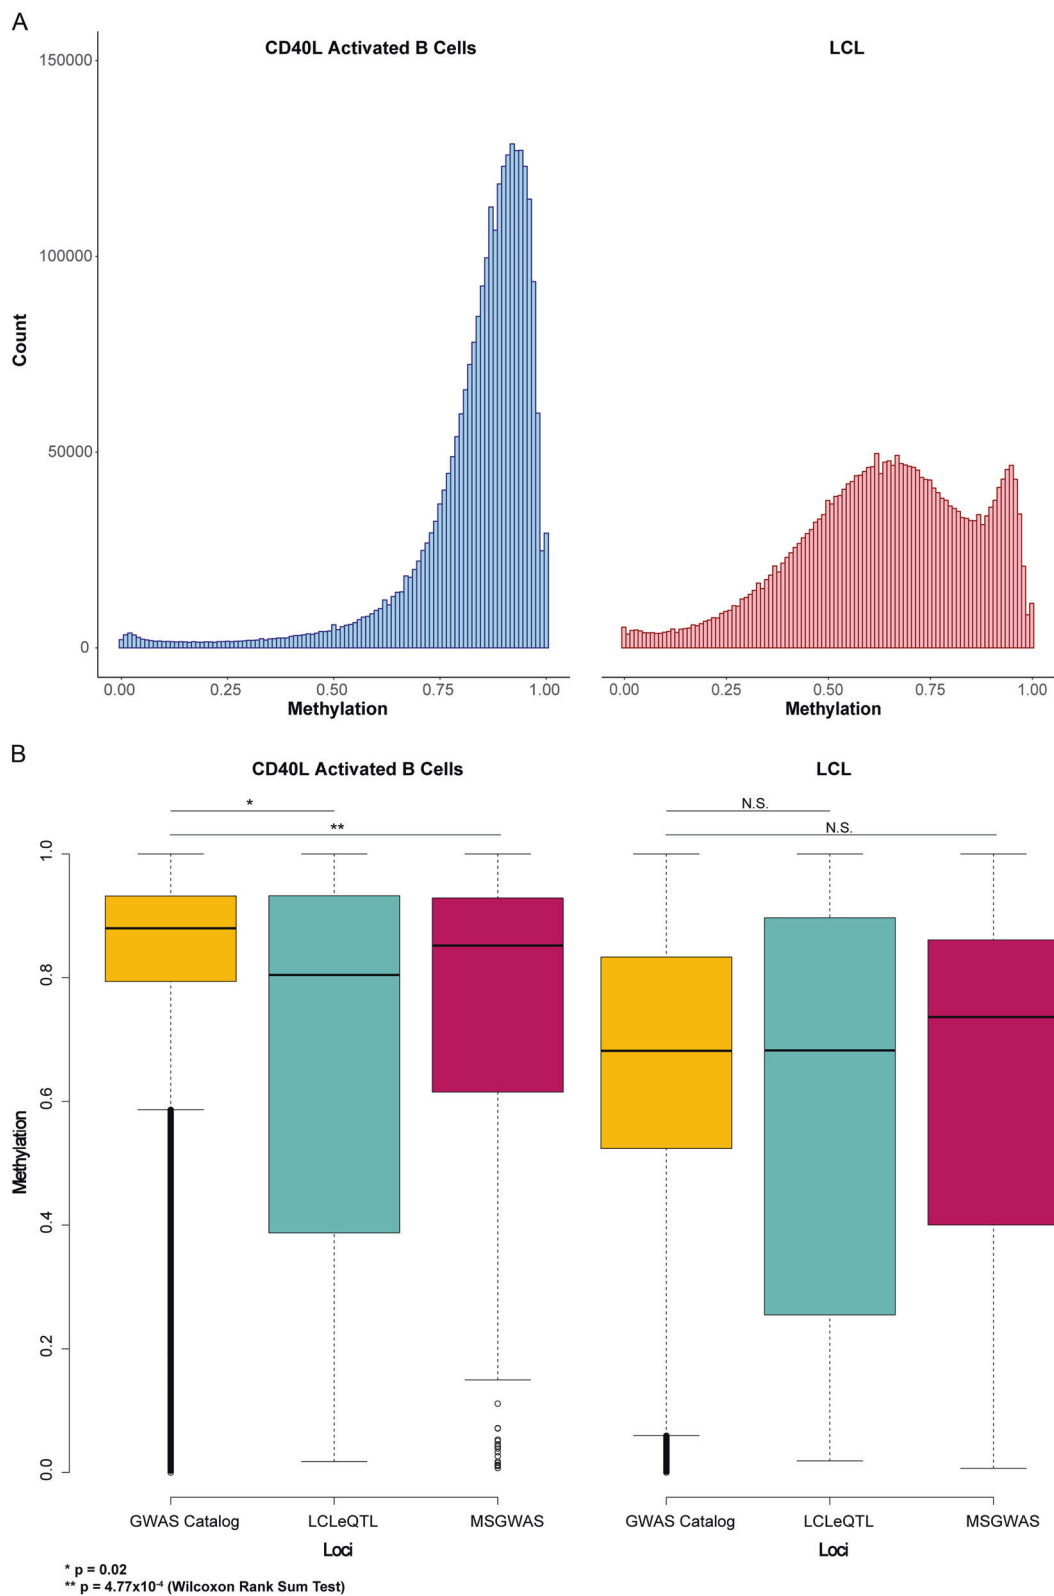 A
CD40L Activated B Cells
LCL
150000
100000
50000
0
Count
0.00 0.25 0.50 0.75 1.00
0.00 0.25 0.50 0.75 1.00
Methylation
Methylation
B
CD40L Activated B Cells
LCL
*
**
N.S.
N.S.
1.0
0.8
0.6
0.4
0.2
0.0
Methylation
GWAS Catalog LCLeQTL MSGWAS
GWAS Catalog LCLeQTL MSGWAS
Loci
Loci
* p = 0.02
** p = 4.77x10⁻⁴ (Wilcoxon Rank Sum Test)